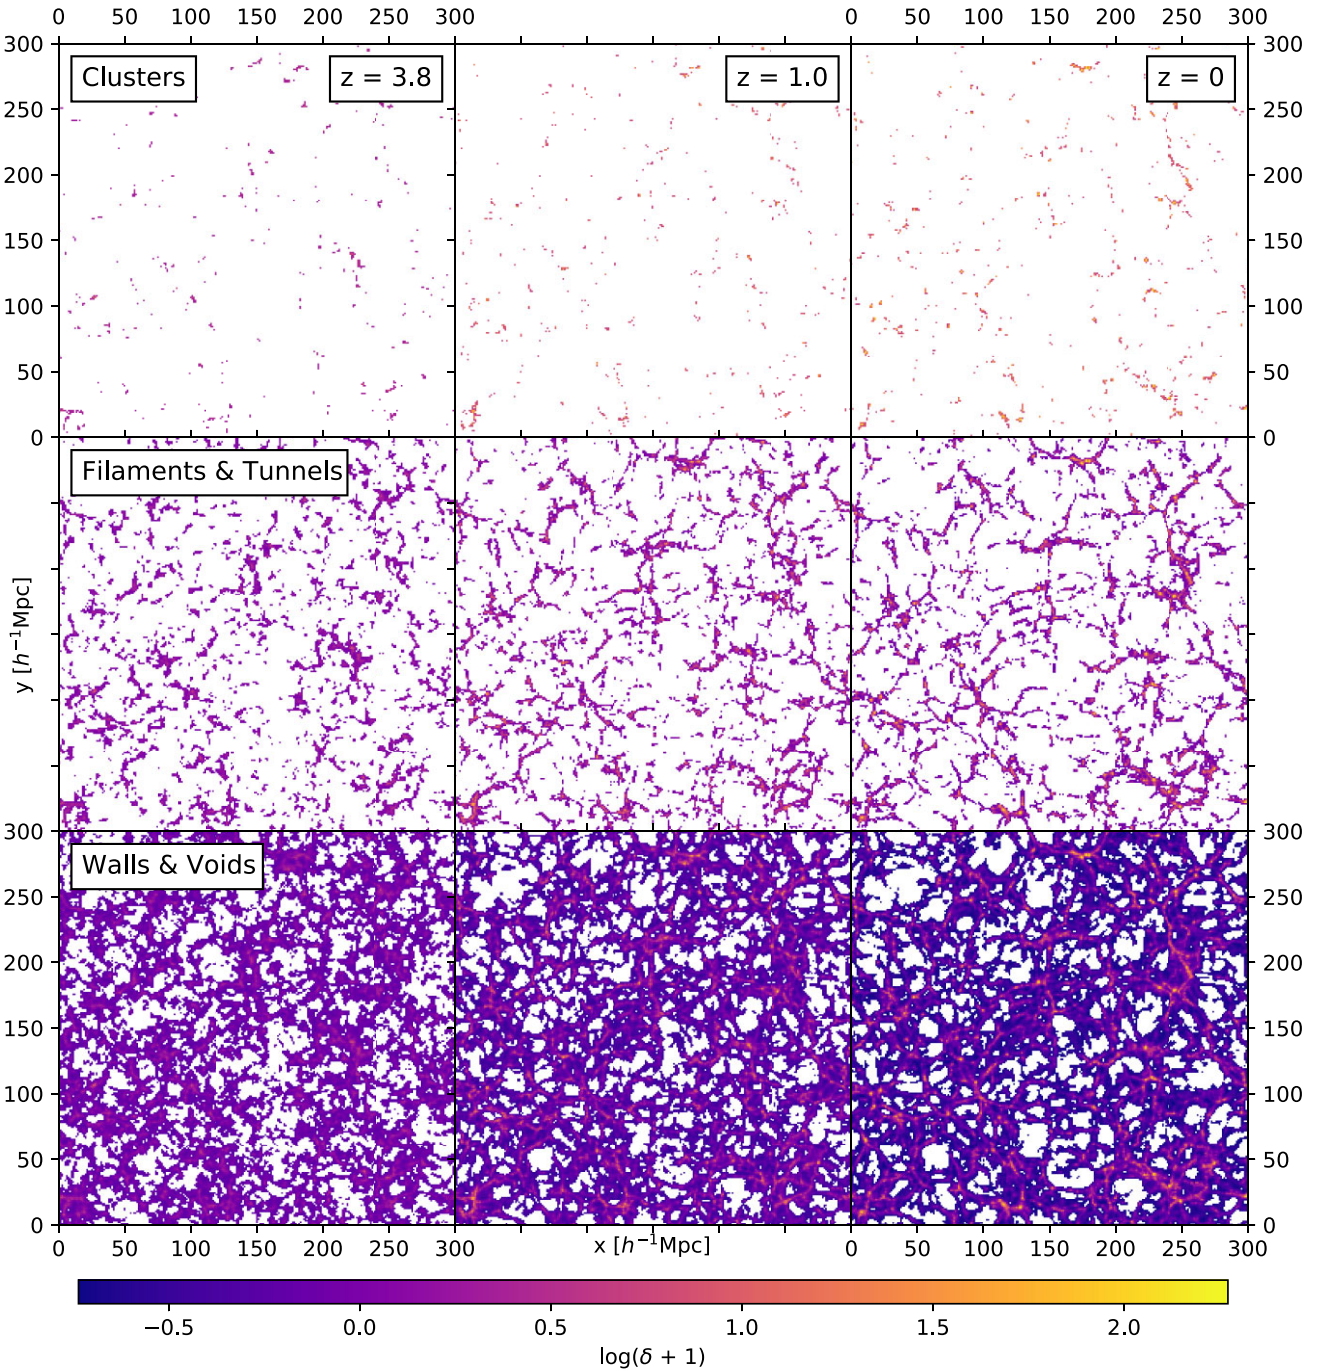 0 50 100 150 200 250 300 0 50 100 150 200 250 300
300 Clusters z = 3.8 z = 1.0 z = 0 300
250 250
200 200
150 150
100 100
50 50
0 0
Filaments & Tunnels
y [h⁻¹Mpc]
300 300
Walls & Voids
250 250
200 200
150 150
100 100
50 50
0 0
0 50 100 150 200 250 300 x [h⁻¹Mpc] 0 50 100 150 200 250 300
−0.5 0.0 0.5 1.0 1.5 2.0
log(δ + 1)